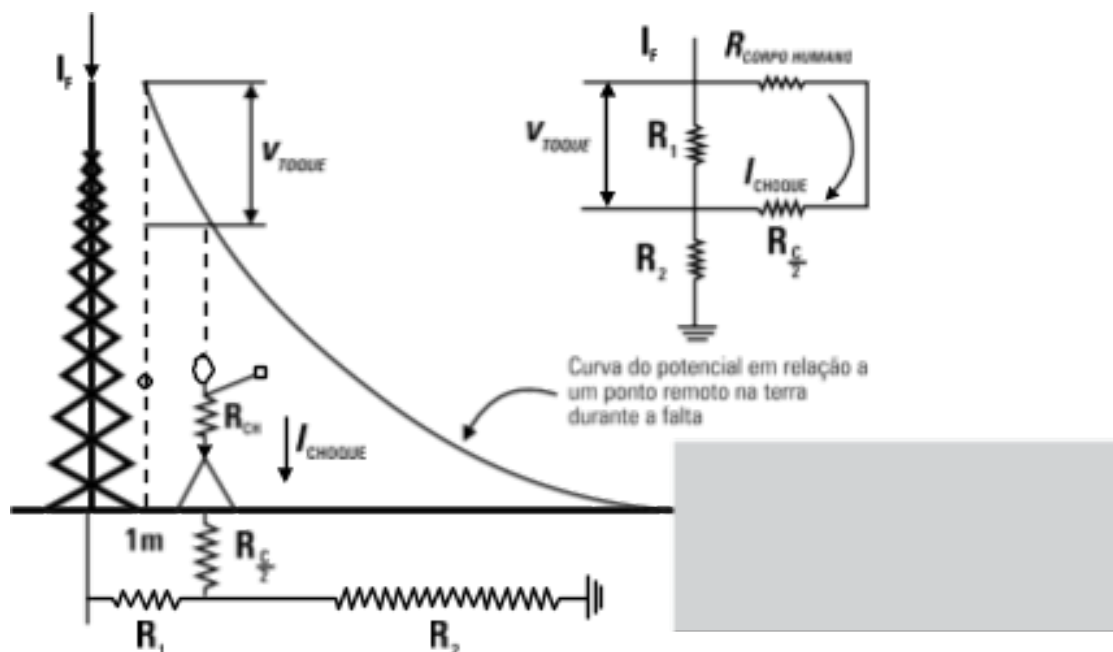 I_F
V_TOQUE
R_CH
I_CHOQUE
1m
R_C/2
R_1
R_2
I_F
R_CORPO HUMANO
V_TOQUE
R_1
I_CHOQUE
R_2
R_C/2
Curva do potencial em relação a
um ponto remoto na terra
durante a falta